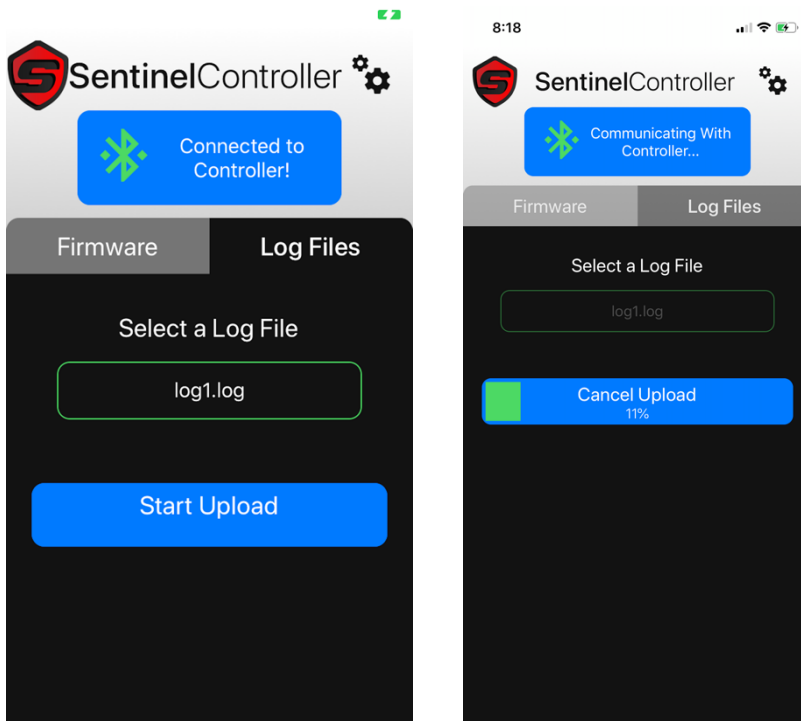 SentinelController
Connected to
Controller!
Firmware
Log Files
Select a Log File
log1.log
Start Upload
8:18
SentinelController
Communicating With
Controller...
Firmware
Log Files
Select a Log File
log1.log
Cancel Upload
11%